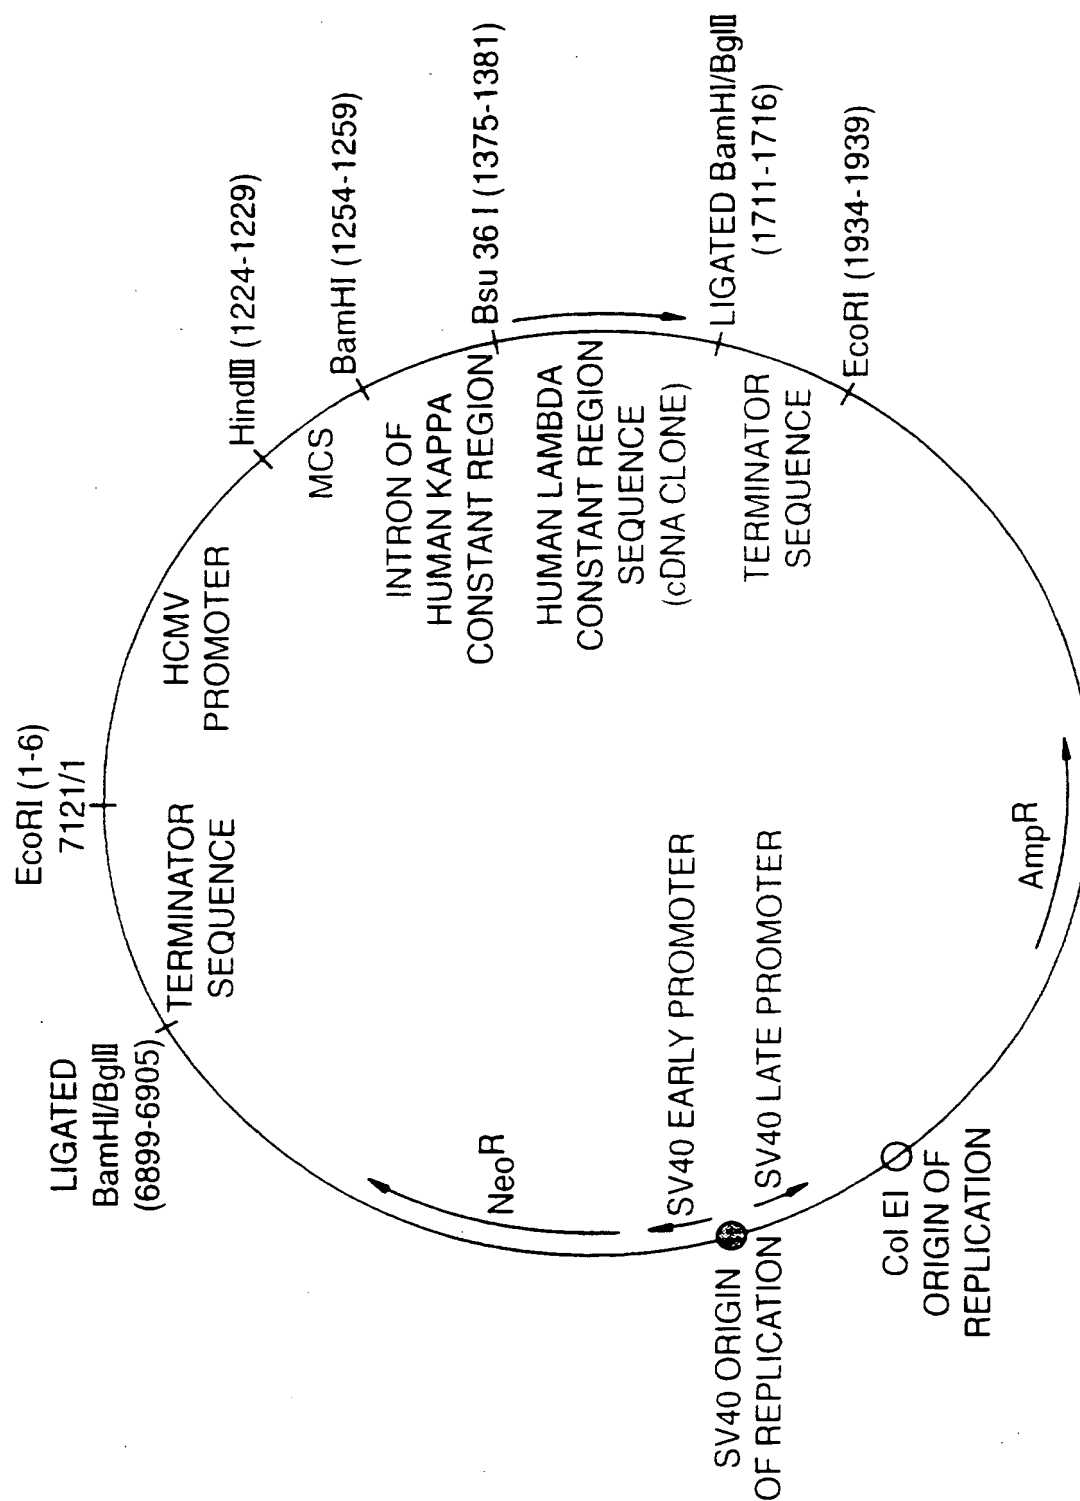 EcoRI (1-6)
7121/1
HindⅢ (1224-1229)
BamHI (1254-1259)
Bsu 36 I (1375-1381)
LIGATED BamHI/BglⅡ
(1711-1716)
EcoRI (1934-1939)
HCMV
PROMOTER
MCS
INTRON OF
HUMAN KAPPA
CONSTANT REGION
HUMAN LAMBDA
CONSTANT REGION
SEQUENCE
(cDNA CLONE)
TERMINATOR
SEQUENCE
AmpR
Col EI
ORIGIN OF
REPLICATION
SV40 LATE PROMOTER
SV40 EARLY PROMOTER
SV40 ORIGIN
OF REPLICATION
NeoR
LIGATED
BamHI/BglⅡ
(6899-6905)
TERMINATOR
SEQUENCE